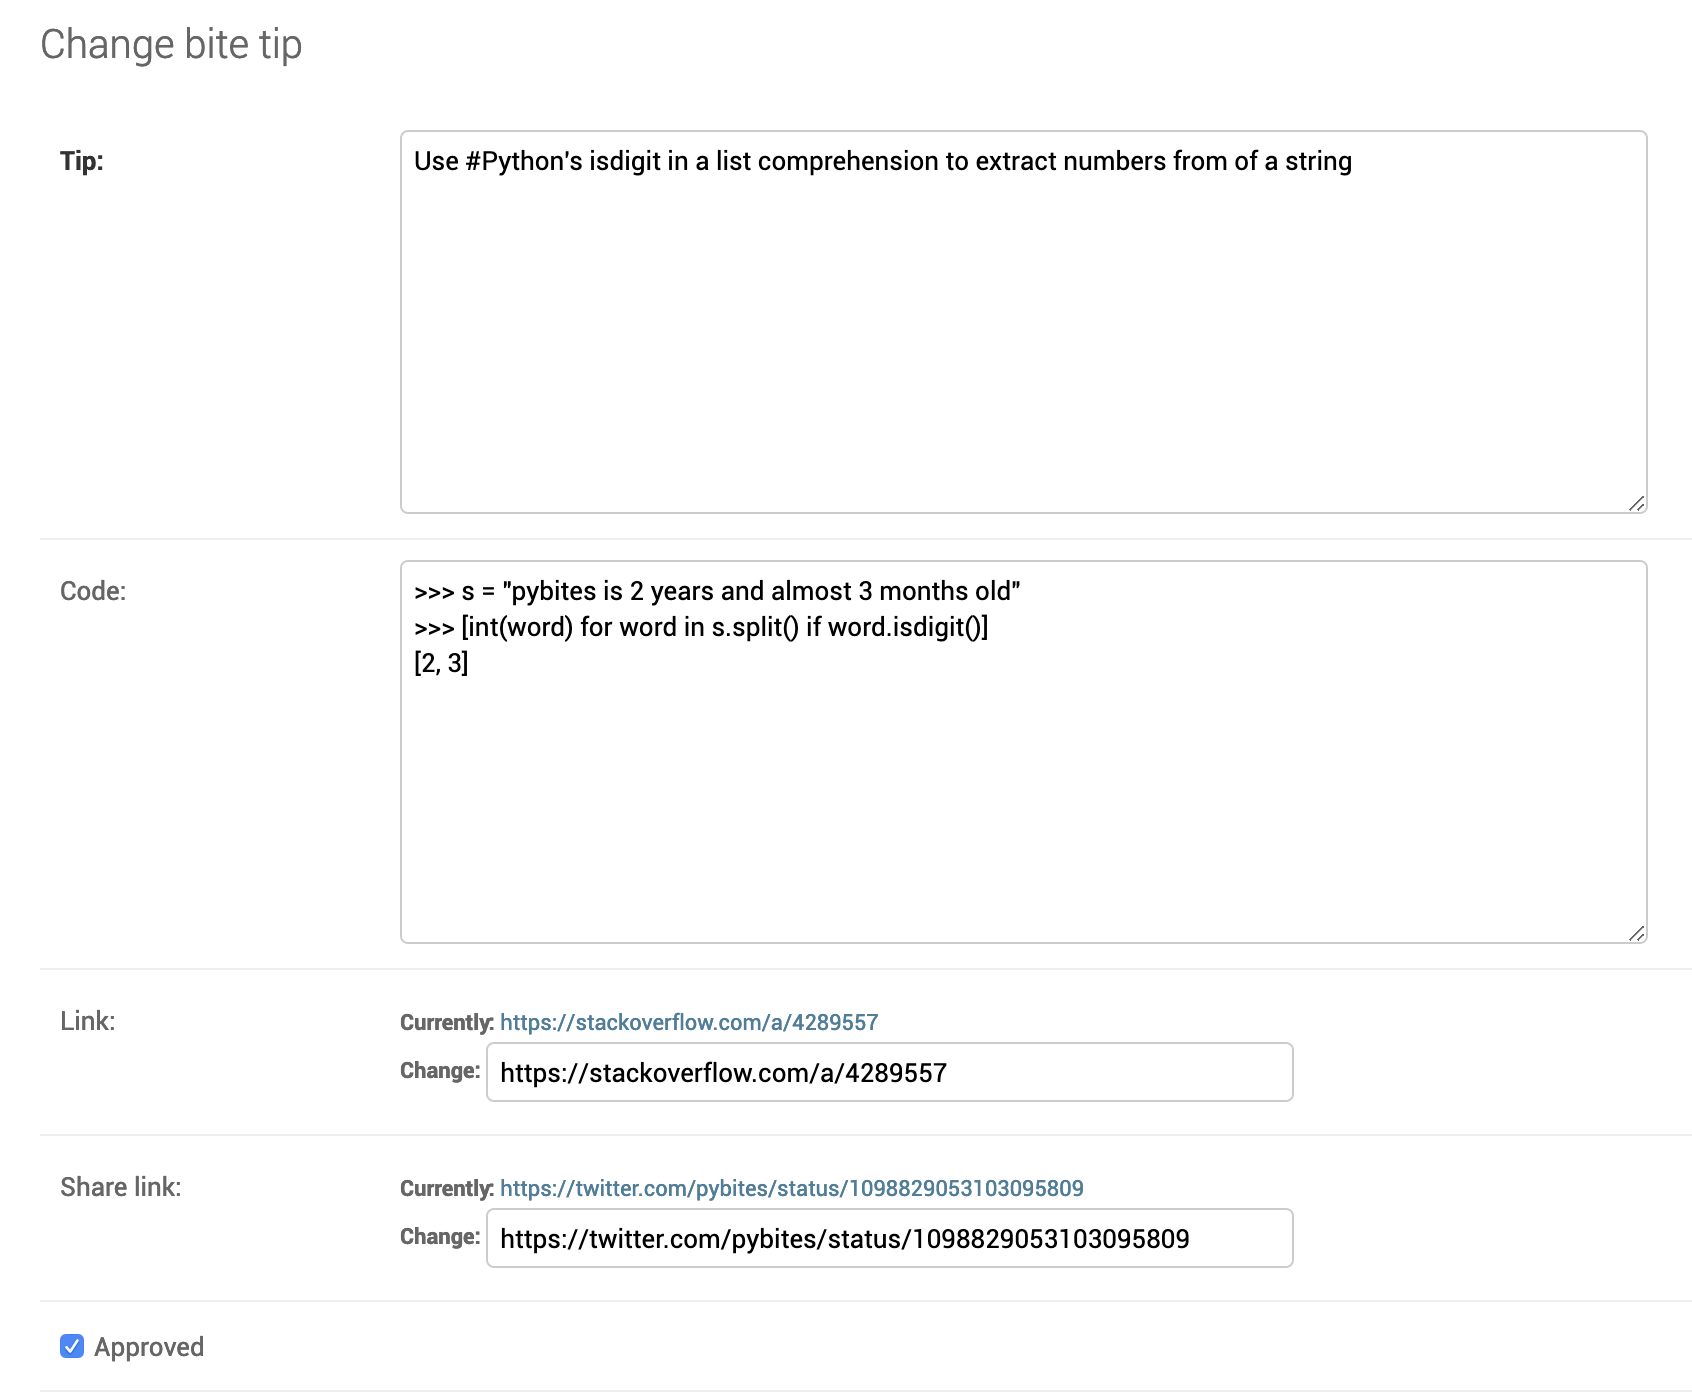 Change bite tip
Tip:
Use #Python's isdigit in a list comprehension to extract numbers from of a string
Code:
>>> s = "pybites is 2 years and almost 3 months old"
>>> [int(word) for word in s.split() if word.isdigit()]
[2, 3]
Link:
Currently: https://stackoverflow.com/a/4289557
Change: https://stackoverflow.com/a/4289557
Share link:
Currently: https://twitter.com/pybites/status/1098829053103095809
Change: https://twitter.com/pybites/status/1098829053103095809
Approved